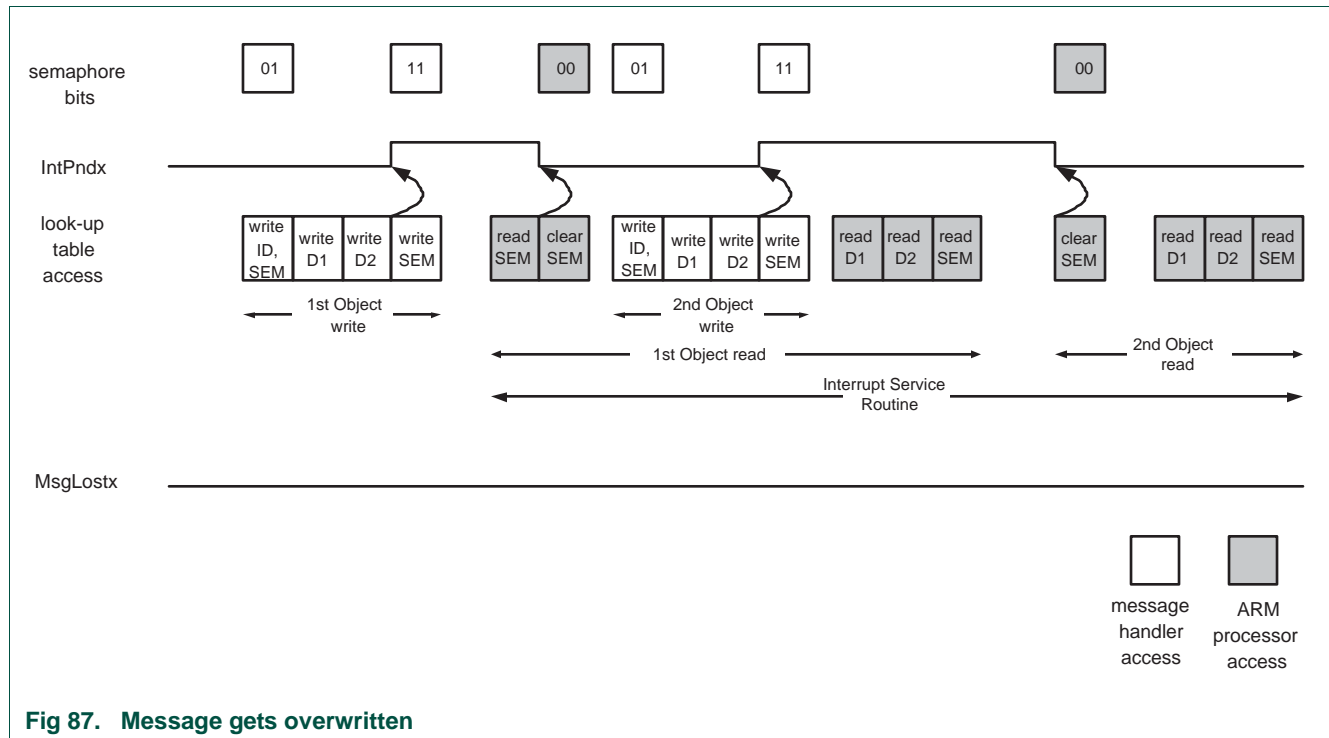 semaphore
bits
01
11
00
01
11
00
IntPndx
look-up
table
access
write
ID,
SEM
write
D1
write
D2
write
SEM
read
SEM
clear
SEM
write
ID,
SEM
write
D1
write
D2
write
SEM
read
D1
read
D2
read
SEM
clear
SEM
read
D1
read
D2
read
SEM
1st Object
write
2nd Object
write
1st Object read
2nd Object
read
Interrupt Service
Routine
MsgLostx
message
handler
access
ARM
processor
access
Fig 87. Message gets overwritten